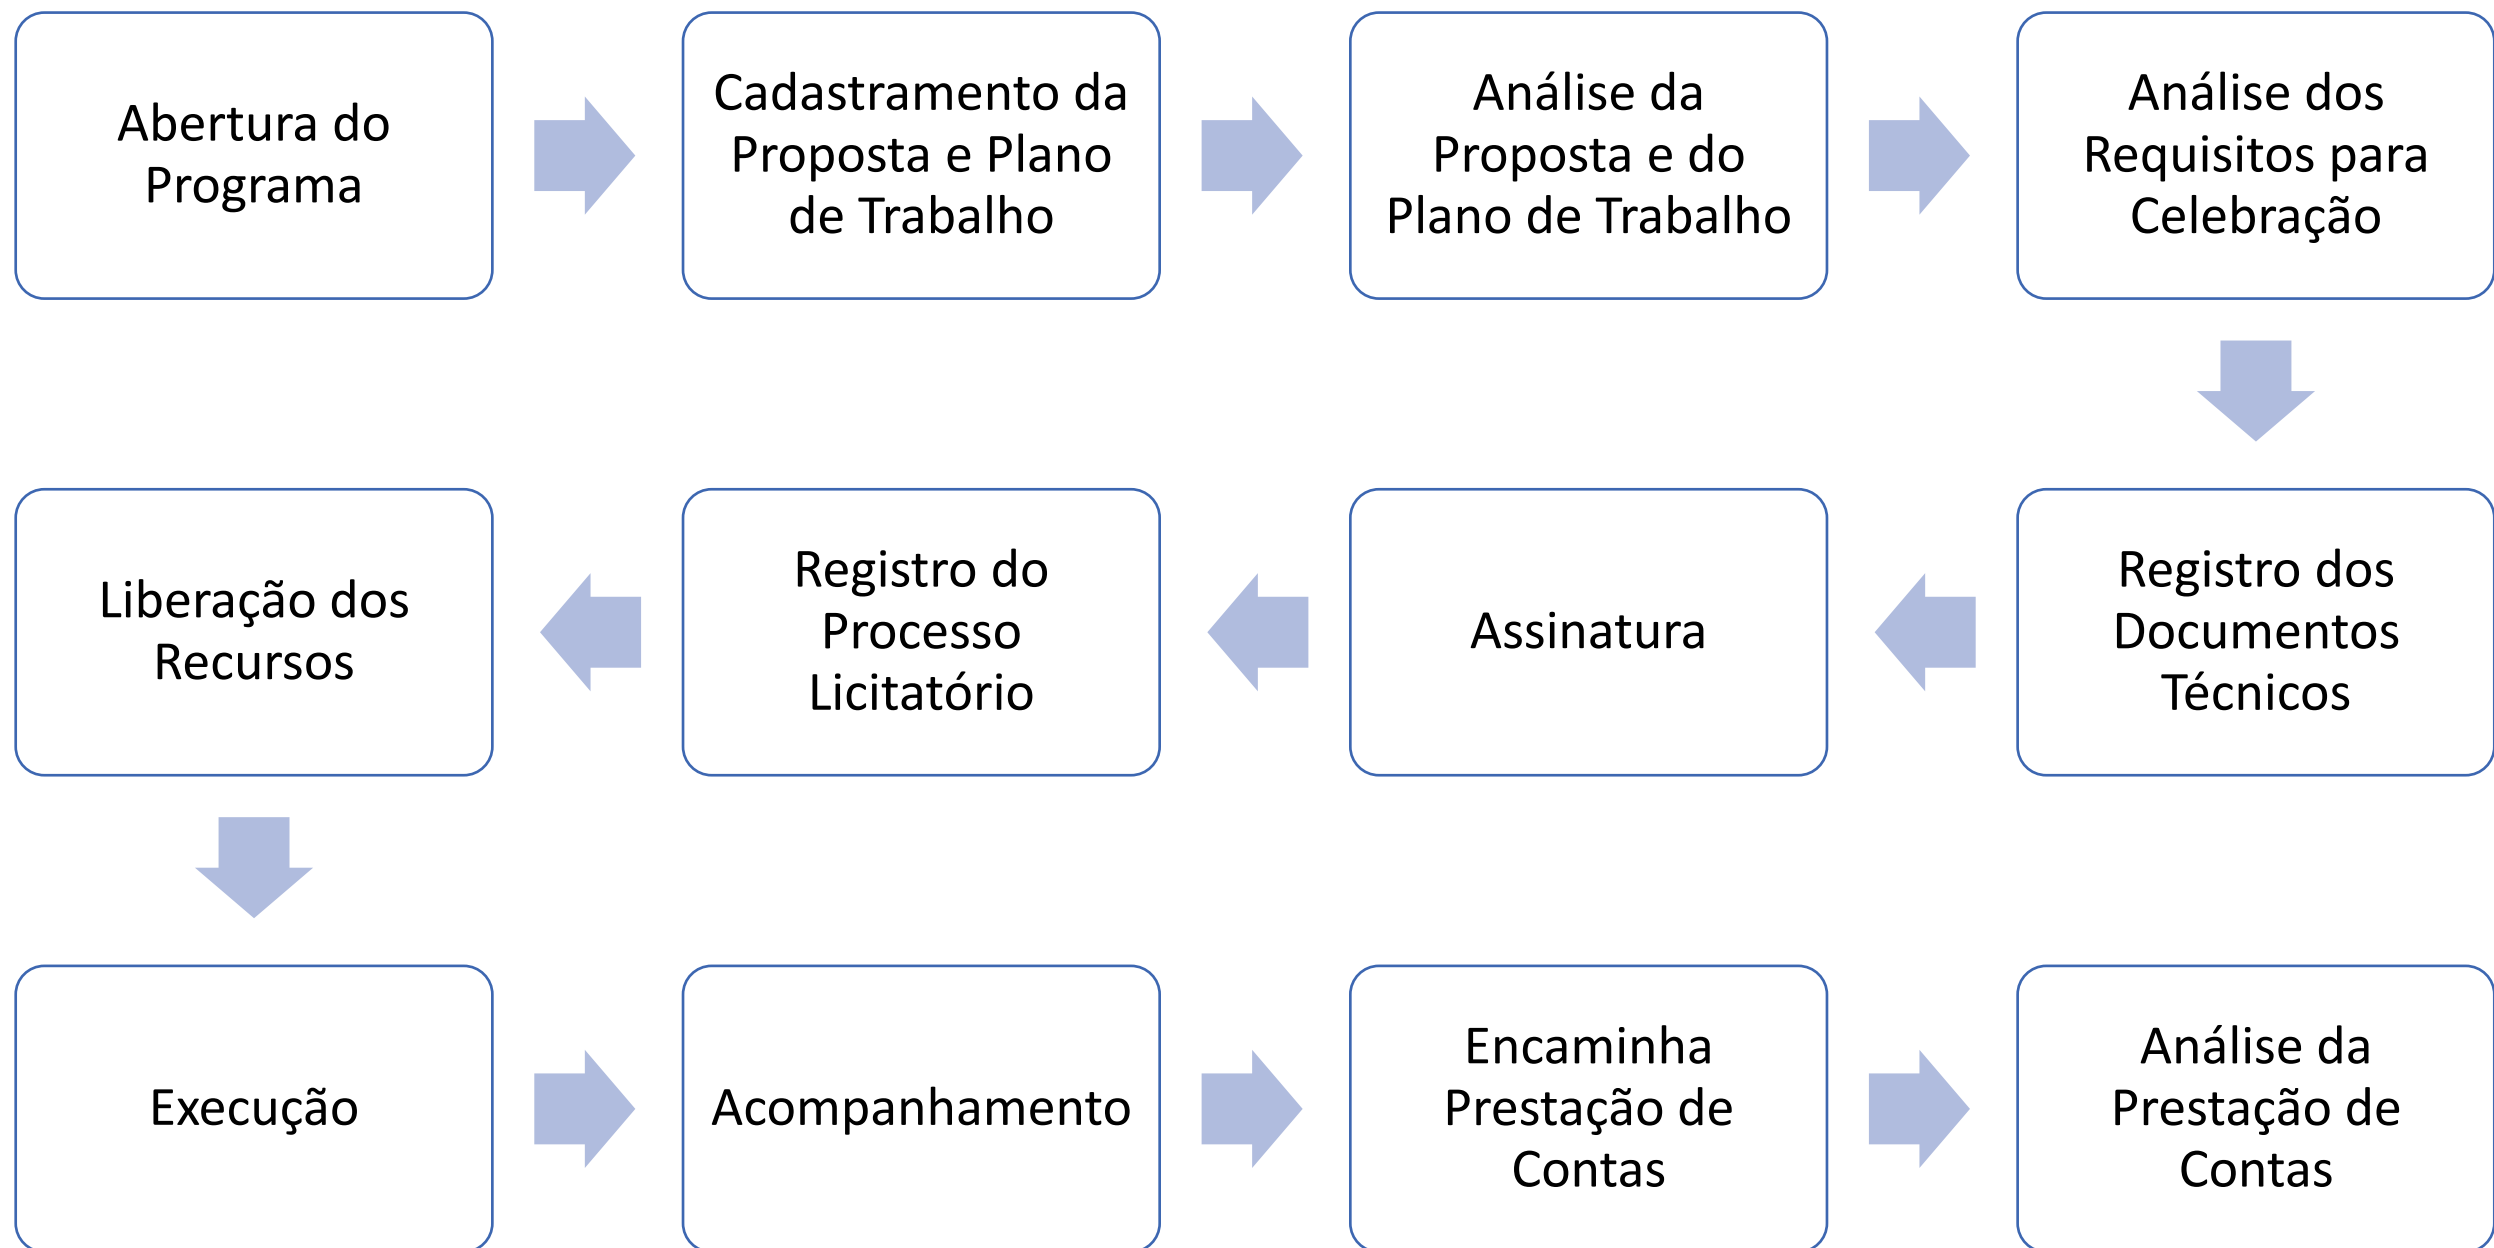 Abertura do
Programa
Cadastramento da
Proposta e Plano
de Trabalho
Análise da
Proposta e do
Plano de Trabalho
Análise dos
Requisitos para
Celebração
Registro dos
Documentos
Técnicos
Assinatura
Registro do
Processo
Licitatório
Liberação dos
Recursos
Execução
Acompanhamento
Encaminha
Prestação de
Contas
Análise da
Prestação de
Contas